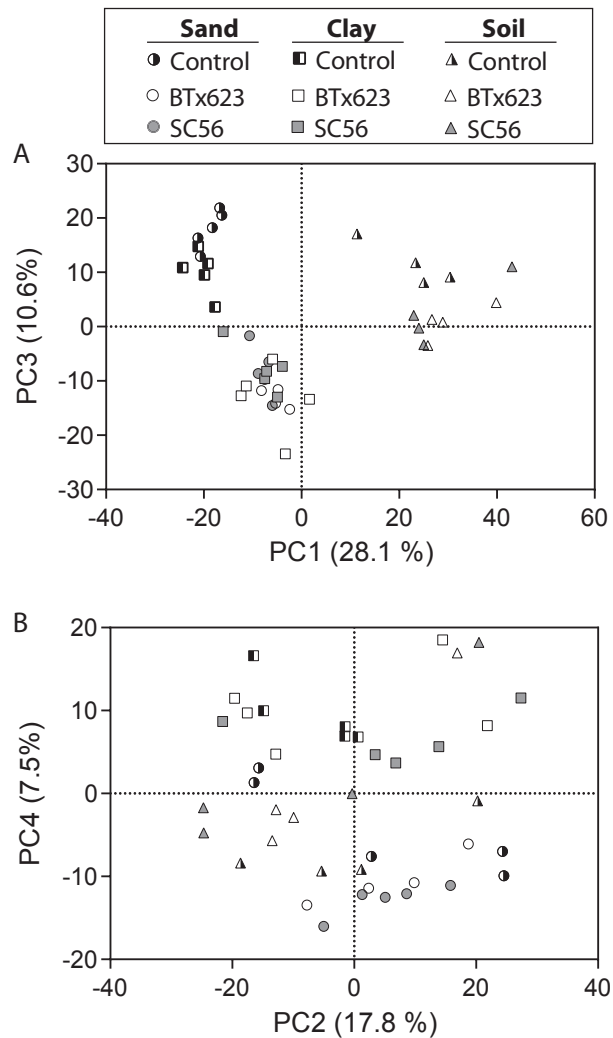 Sand Clay Soil
Control Control Control
BTx623 BTx623 BTx623
SC56 SC56 SC56
A
30
20
10
0
-10
-20
-30
PC3 (10.6%)
-40 -20 0 20 40 60
PC1 (28.1 %)
B
20
10
0
-10
-20
PC4 (7.5%)
-40 -20 0 20 40
PC2 (17.8 %)